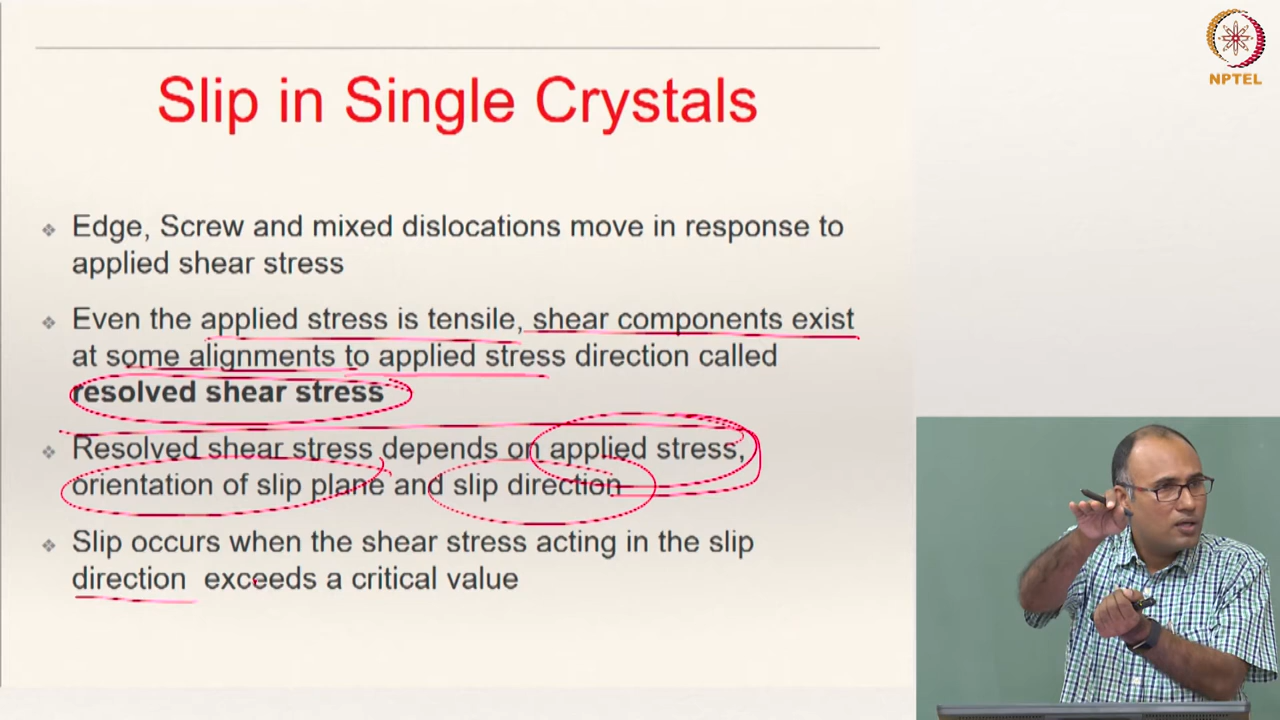 NPTEL
Slip in Single Crystals
❖ Edge, Screw and mixed dislocations move in response to
applied shear stress
❖ Even the applied stress is tensile, shear components exist
at some alignments to applied stress direction called
resolved shear stress
❖ Resolved shear stress depends on applied stress,
orientation of slip plane and slip direction
❖ Slip occurs when the shear stress acting in the slip
direction exceeds a critical value